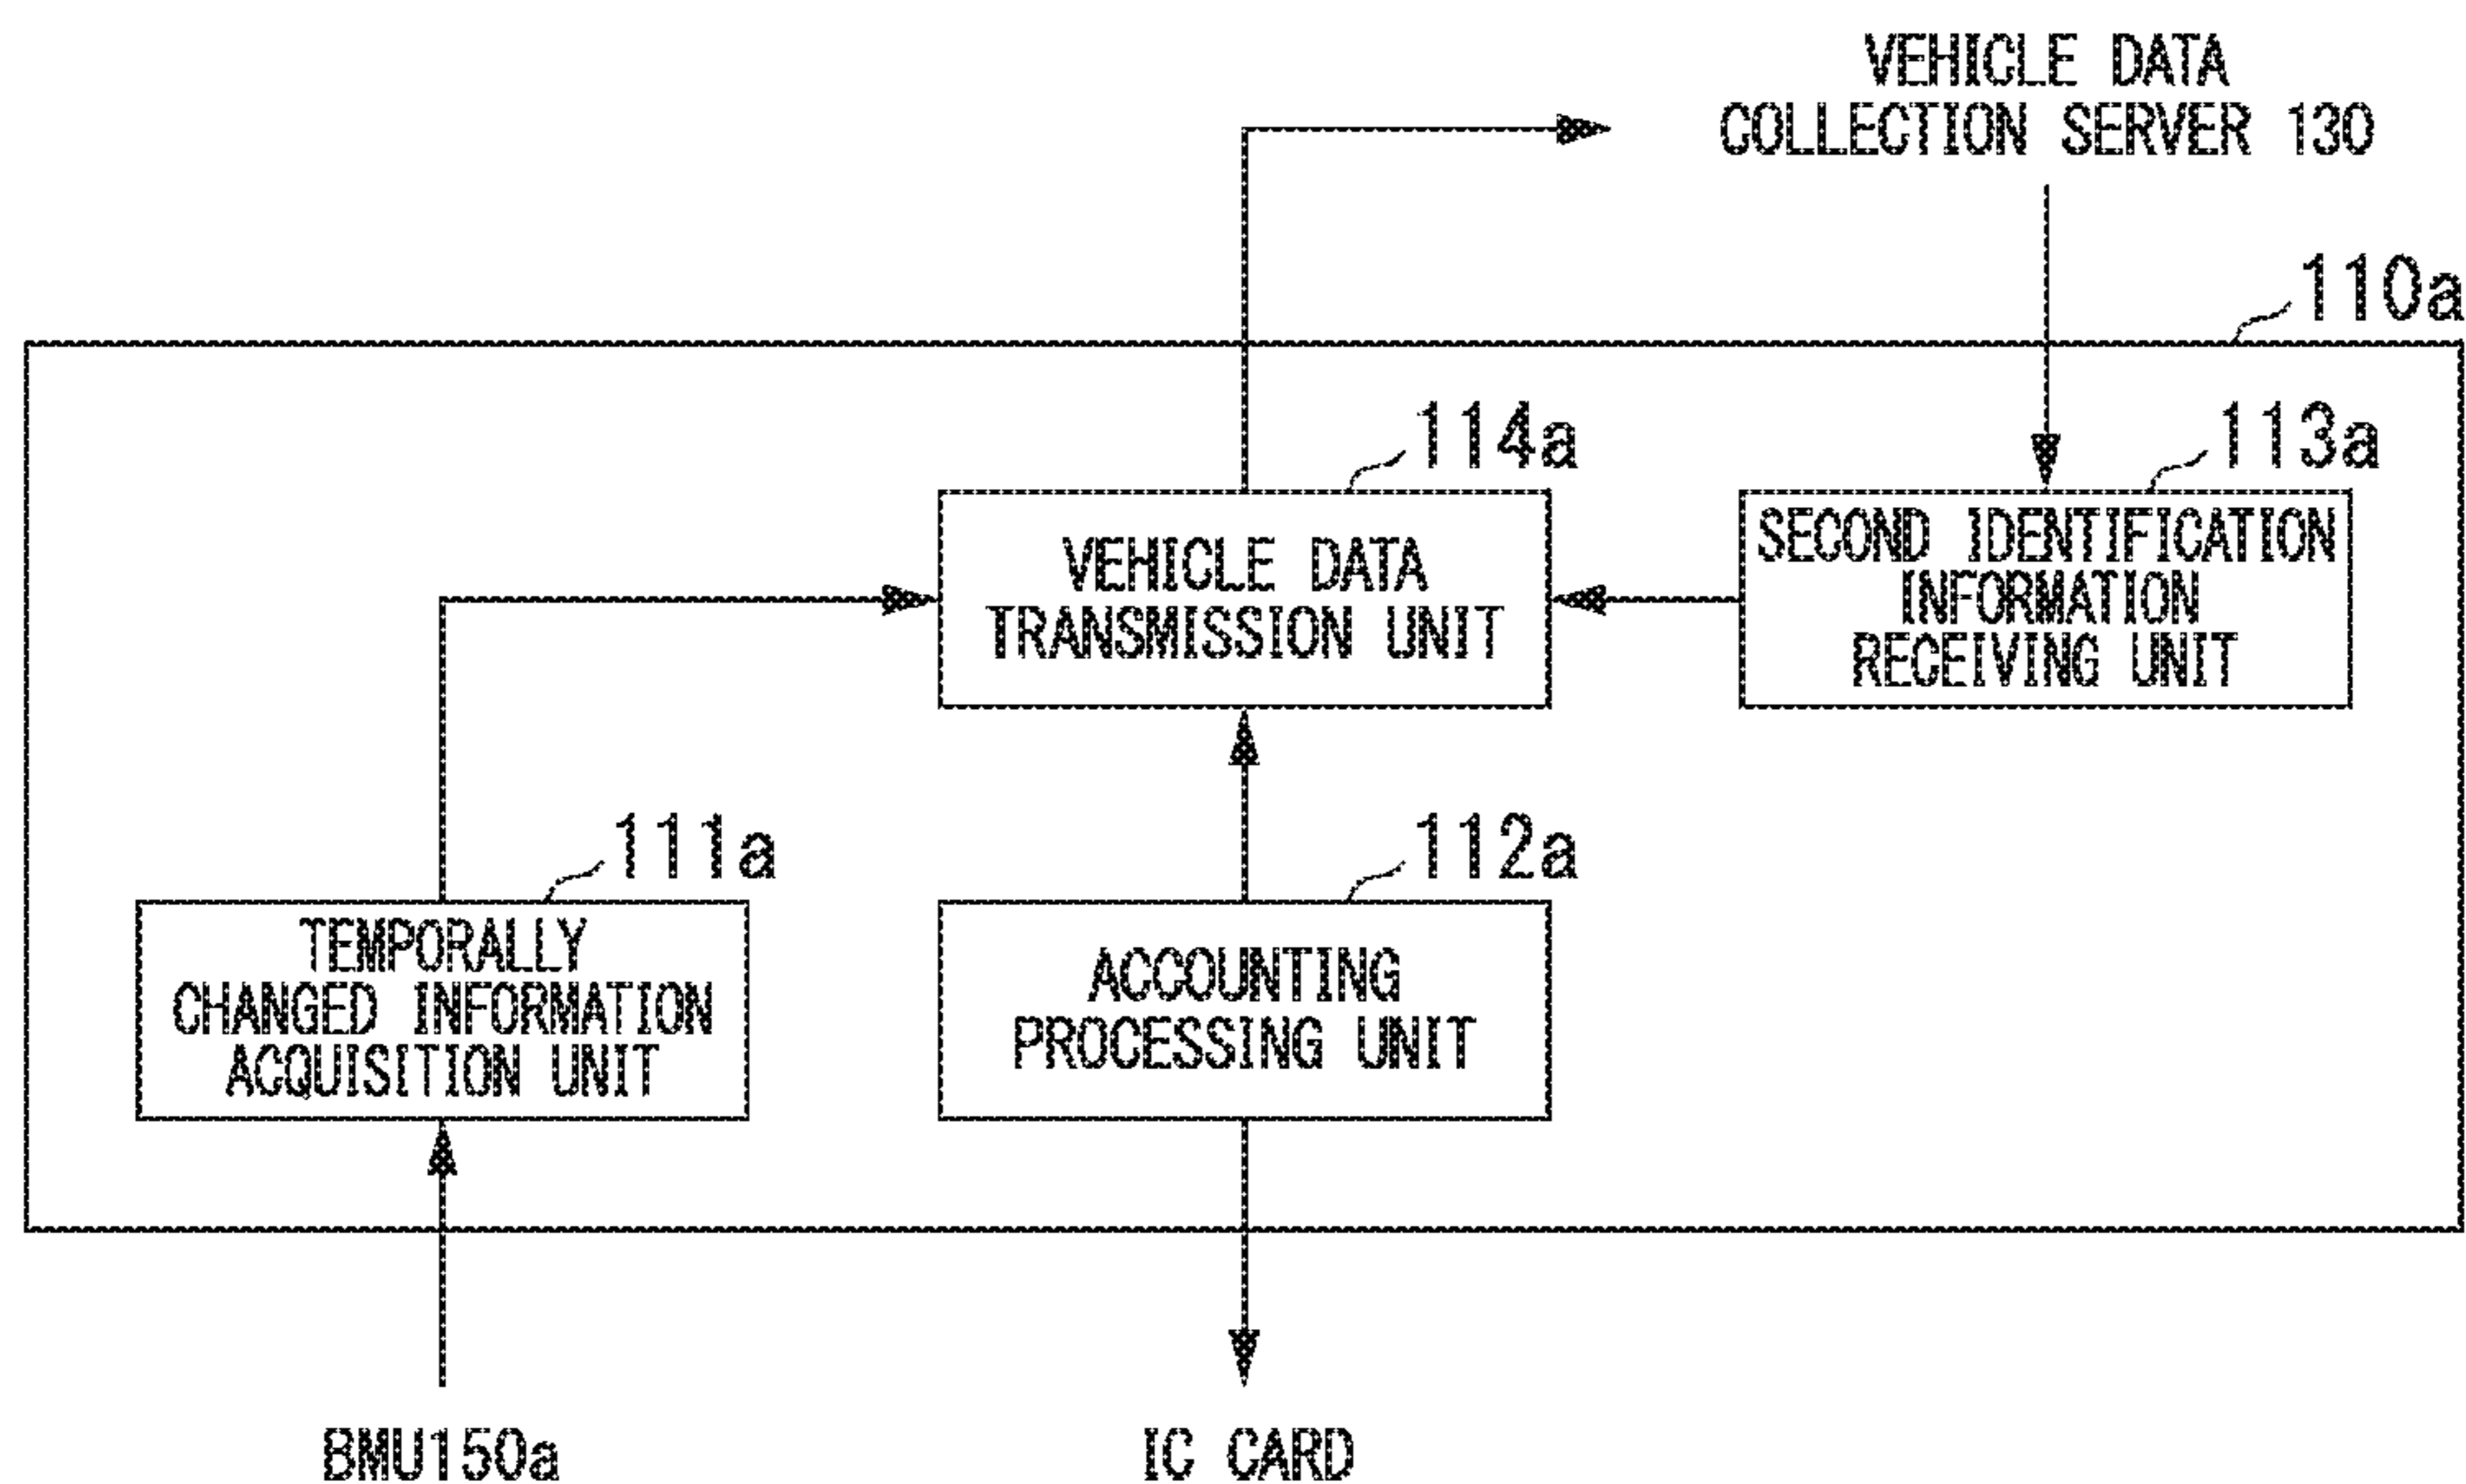 VEHICLE DATA
COLLECTION SERVER 130
110a
114a
113a
VEHICLE DATA
TRANSMISSION UNIT
SECOND IDENTIFICATION
INFORMATION
RECEIVING UNIT
111a
112a
TEMPORALLY
CHANGED INFORMATION
ACQUISITION UNIT
ACCOUNTING
PROCESSING UNIT
BMU150a
IC CARD